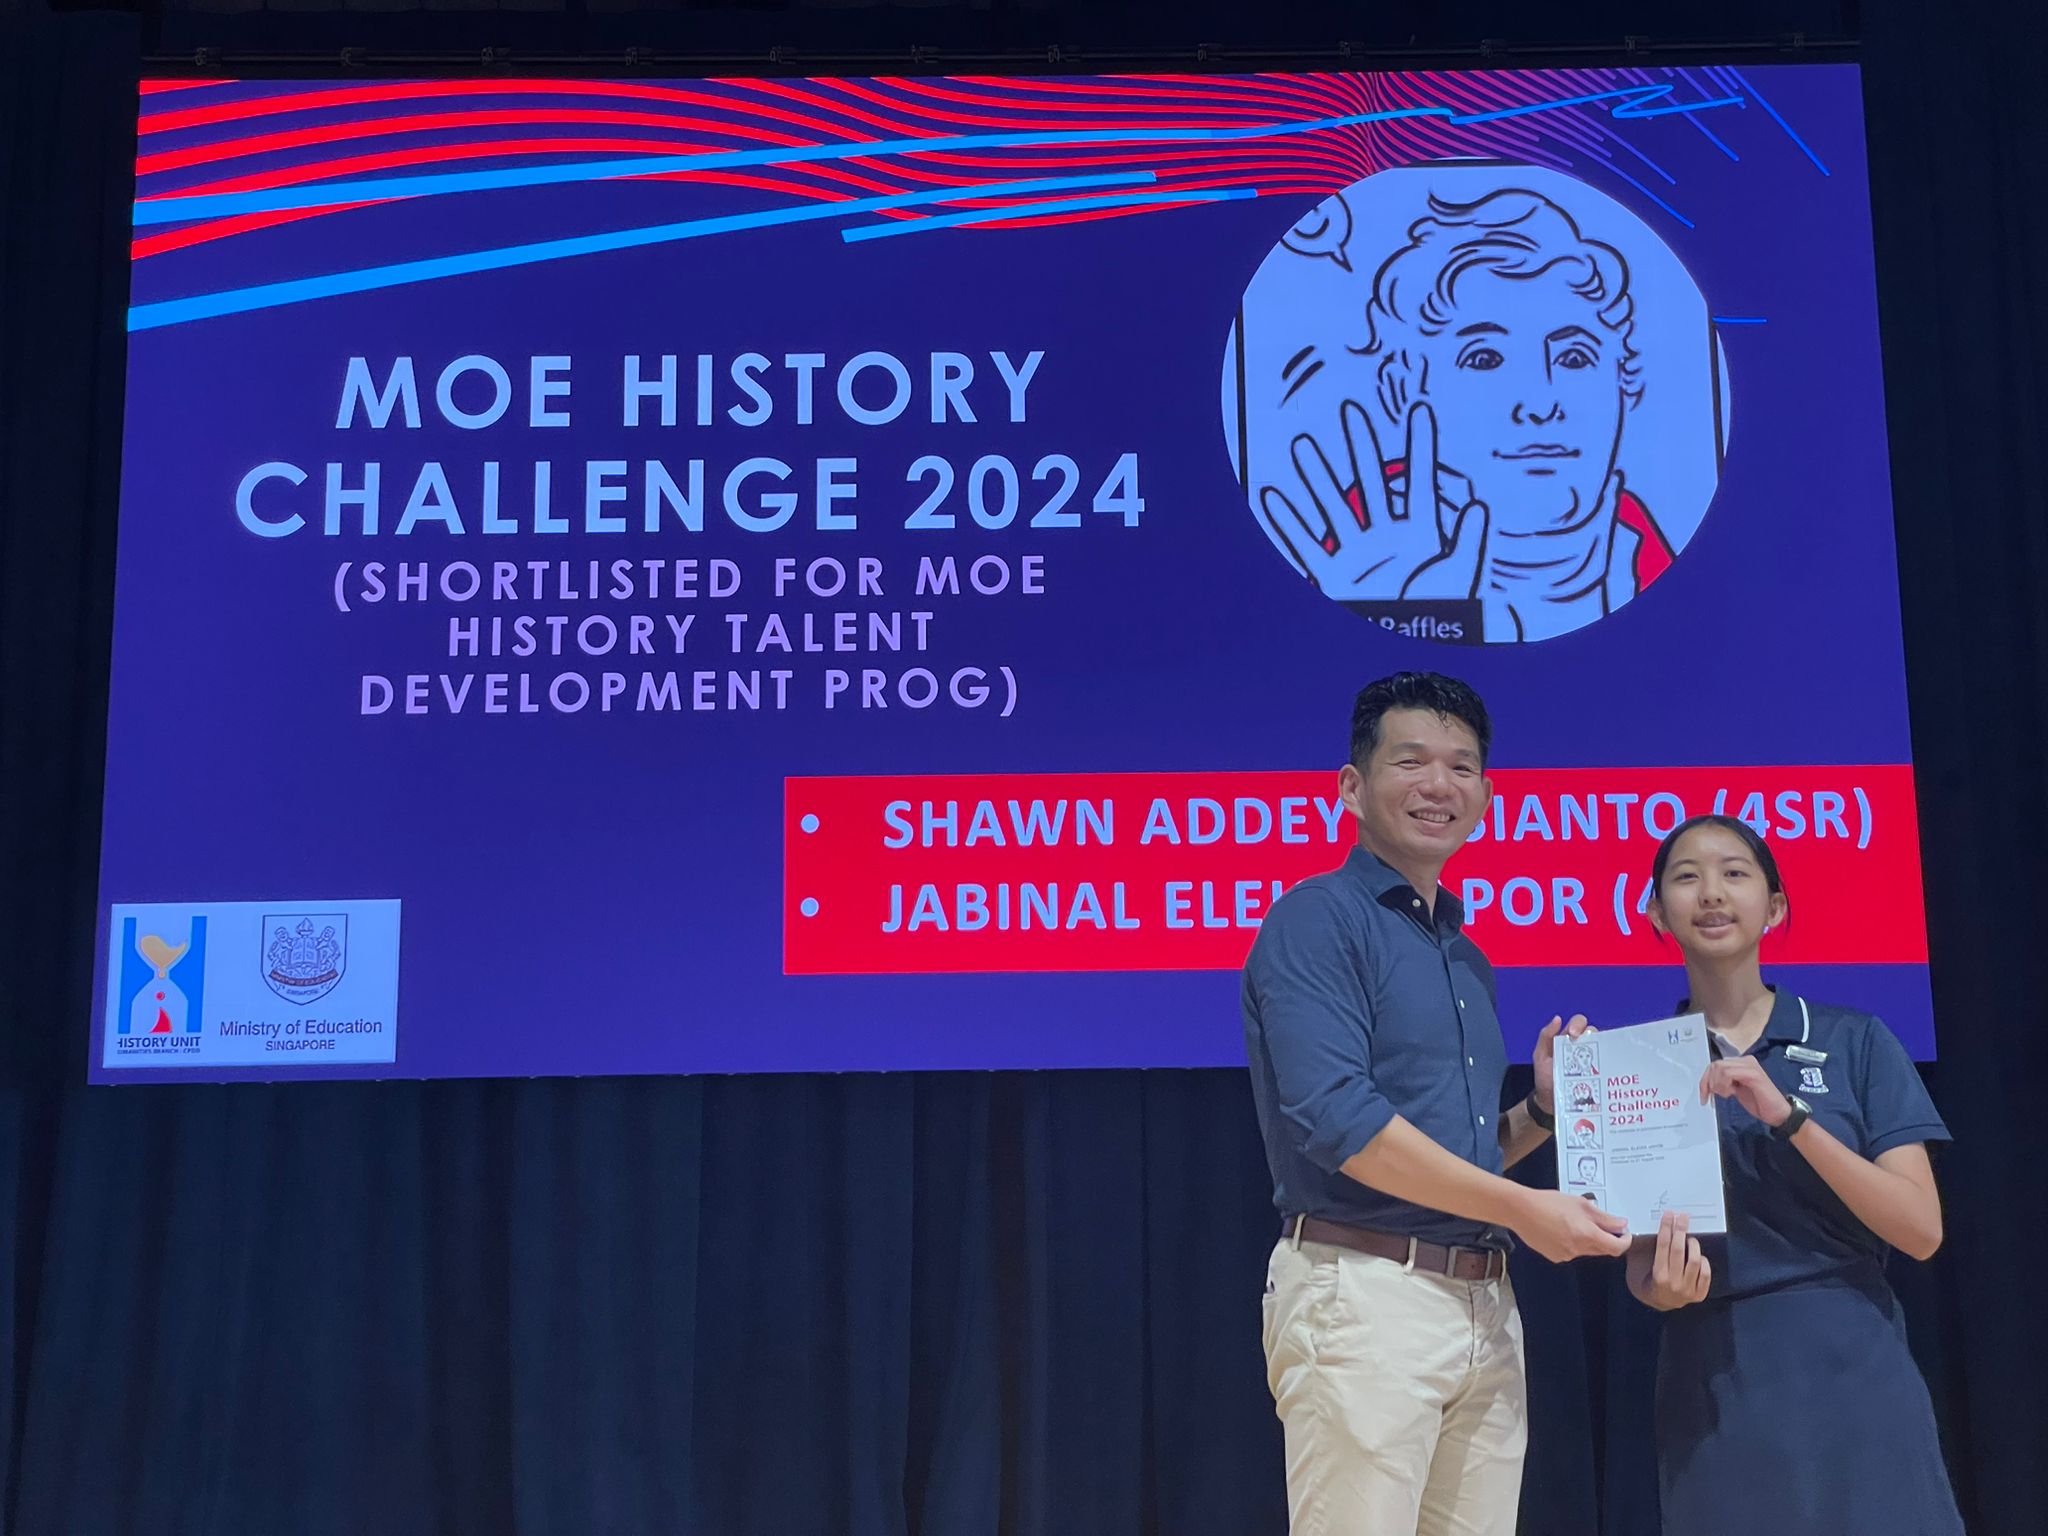 MOE HISTORY
CHALLENGE 2024
(SHORTLISTED FOR MOE
HISTORY TALENT
DEVELOPMENT PROG)
Raffles
• SHAWN ADDEY SIANTO (4SR)
• JABINAL POR (4
HISTORY UNIT
Ministry of Education
SINGAPORE
MOE
History
Challenge
2024